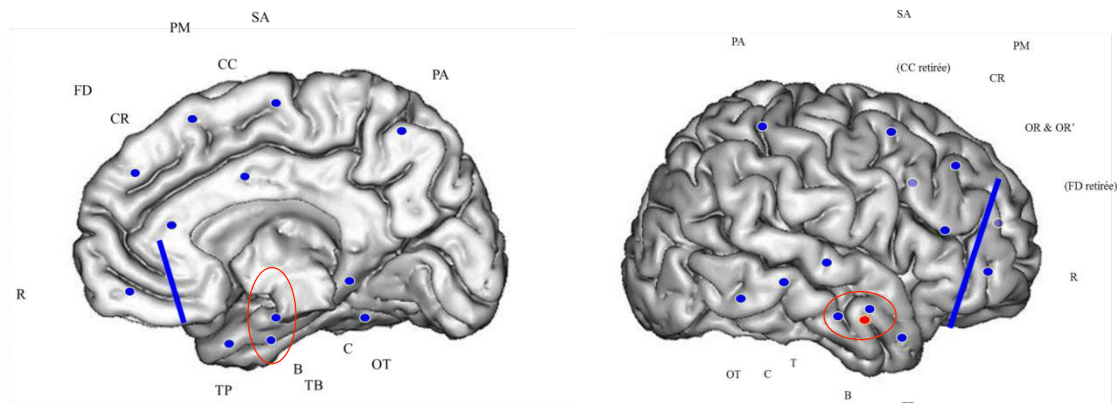 SA
PM
CC
PA
FD
CR
R
C
OT
B
TB
TP
SA
PA
PM
(CC retirée)
CR
OR & OR'
(FD retirée)
R
T
OT
C
B